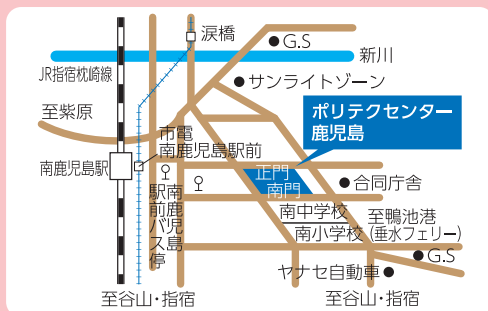 涙橋
G.S
新川
JR指宿枕崎線
サンライトゾーン
至紫原
ポリテクセンター
鹿児島
市電
南鹿児島駅前
南鹿児島駅
正門
南門
合同庁舎
南鹿児島
駅前バス停
南中学校
南小学校
至鴨池港
(垂水フェリー)
G.S
ヤナセ自動車
至谷山・指宿
至谷山・指宿